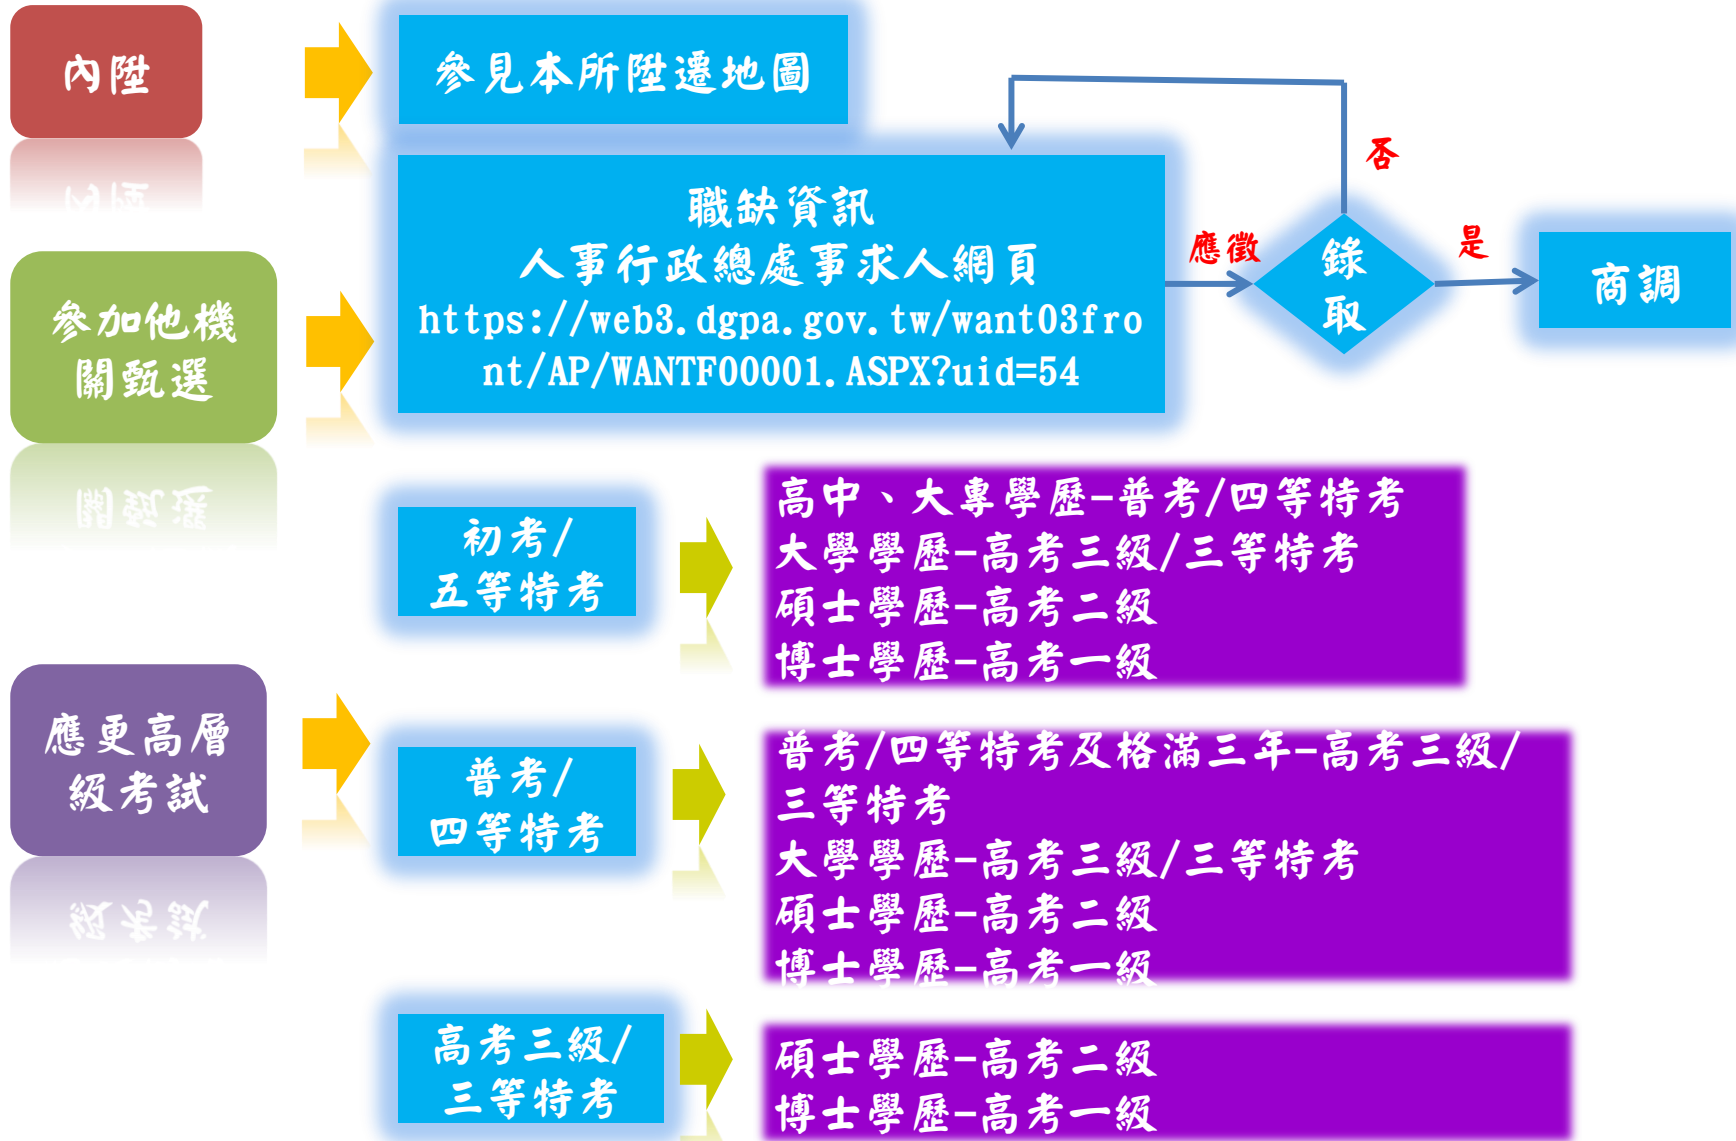 內陞
參見本所陞遷地圖
職缺資訊
人事行政總處事求人網頁
https://web3.dgpa.gov.tw/want03fro
nt/AP/WANTF00001.ASPX?uid=54
應徵
錄
取
否
是
商調
參加他機
關甄選
初考/
五等特考
高中、大專學歷-普考/四等特考
大學學歷-高考三級/三等特考
碩士學歷-高考二級
博士學歷-高考一級
應更高層
級考試
普考/
四等特考
普考/四等特考及格滿三年-高考三級/
三等特考
大學學歷-高考三級/三等特考
碩士學歷-高考二級
博士學歷-高考一級
高考三級/
三等特考
碩士學歷-高考二級
博士學歷-高考一級